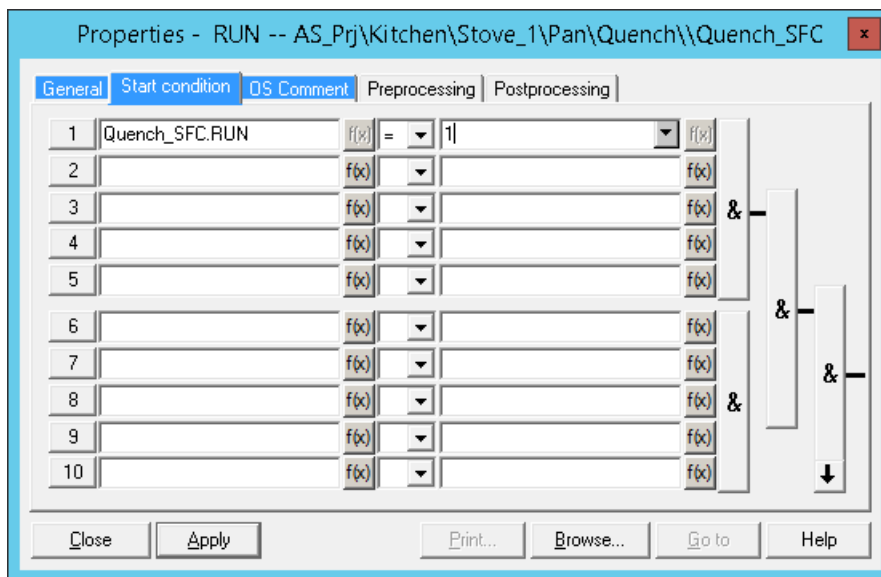 Properties - RUN -- AS_Prj\Kitchen\Stove_1\Pan\Quench\\Quench_SFC x
General Start condition OS Comment Preprocessing Postprocessing
1 Quench_SFC.RUN f(x) = 1 f(x)
2 f(x) f(x)
3 f(x) f(x) &
4 f(x) f(x)
5 f(x) f(x)
&
6 f(x) f(x)
7 f(x) f(x)
&
8 f(x) f(x) &
9 f(x) f(x)
10 f(x) f(x)
Close Apply Print... Browse... Go to Help